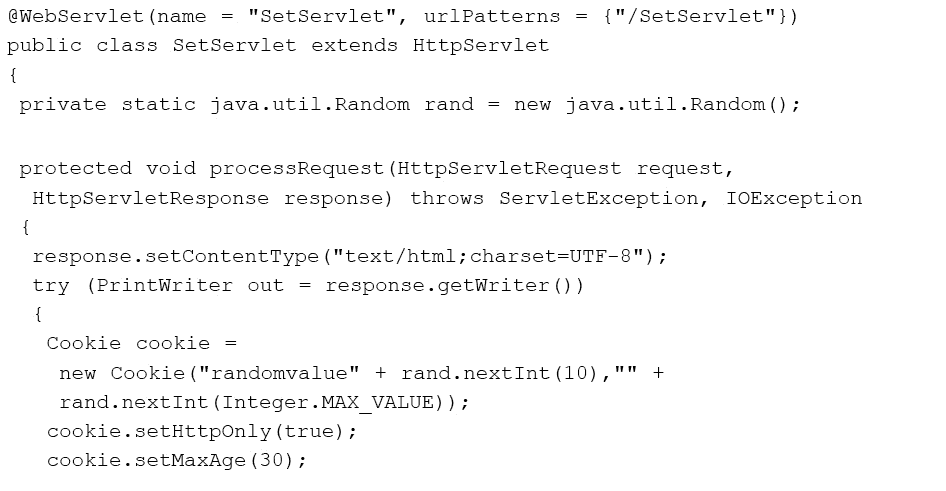 @WebServlet(name = "SetServlet", urlPatterns = {"/SetServlet"})
public class SetServlet extends HttpServlet
{
 private static java.util.Random rand = new java.util.Random();

 protected void processRequest(HttpServletRequest request,
  HttpServletResponse response) throws ServletException, IOException
 {
  response.setContentType("text/html;charset=UTF-8");
  try (PrintWriter out = response.getWriter())
  {
   Cookie cookie =
    new Cookie("randomvalue" + rand.nextInt(10),"" +
    rand.nextInt(Integer.MAX_VALUE));
   cookie.setHttpOnly(true);
   cookie.setMaxAge(30);